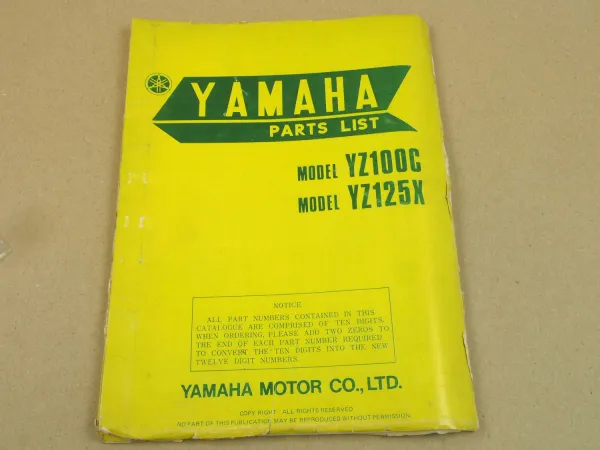 YAMAHA
PARTS LIST
MODEL YZ100C
MODEL YZ125X
NOTICE
ALL PART NUMBERS CONTAINED IN THIS
CATALOGUE ARE COMPRISED OF TEN DIGITS,
WHEN ORDERING, PLEASE ADD TWO ZEROS TO
THE END OF EACH PART NUMBER REQUIRED
TO CONVERT THE TEN DIGITS INTO THE NEW
TWELVE DIGIT NUMBERS.
YAMAHA MOTOR CO., LTD.
COPY RIGHT ALL RIGHTS RESERVED
NO PART OF THIS PUBLICATION MAY BE REPRODUCED WITHOUT PERMISSION.